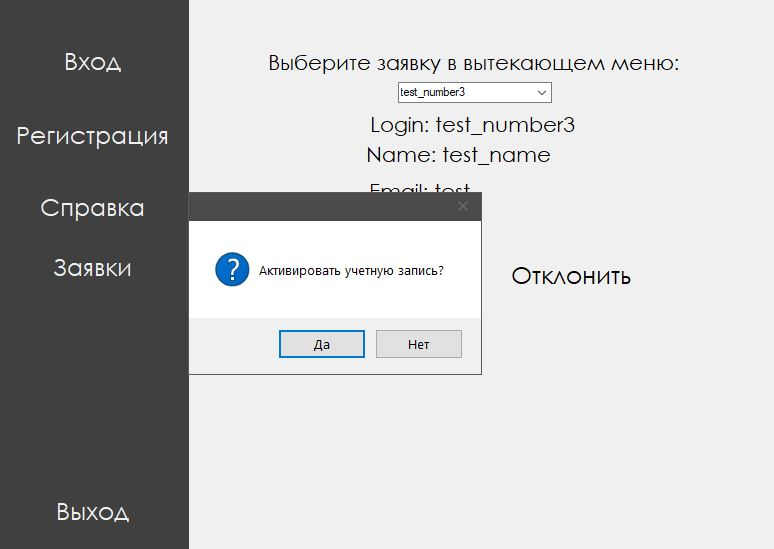 Вход
Регистрация
Справка
Заявки
Выход
Выберите заявку в вытекающем меню:
test_number3
Login: test_number3
Name: test_name
Email: test
Активировать учетную запись?
Да
Нет
Отклонить